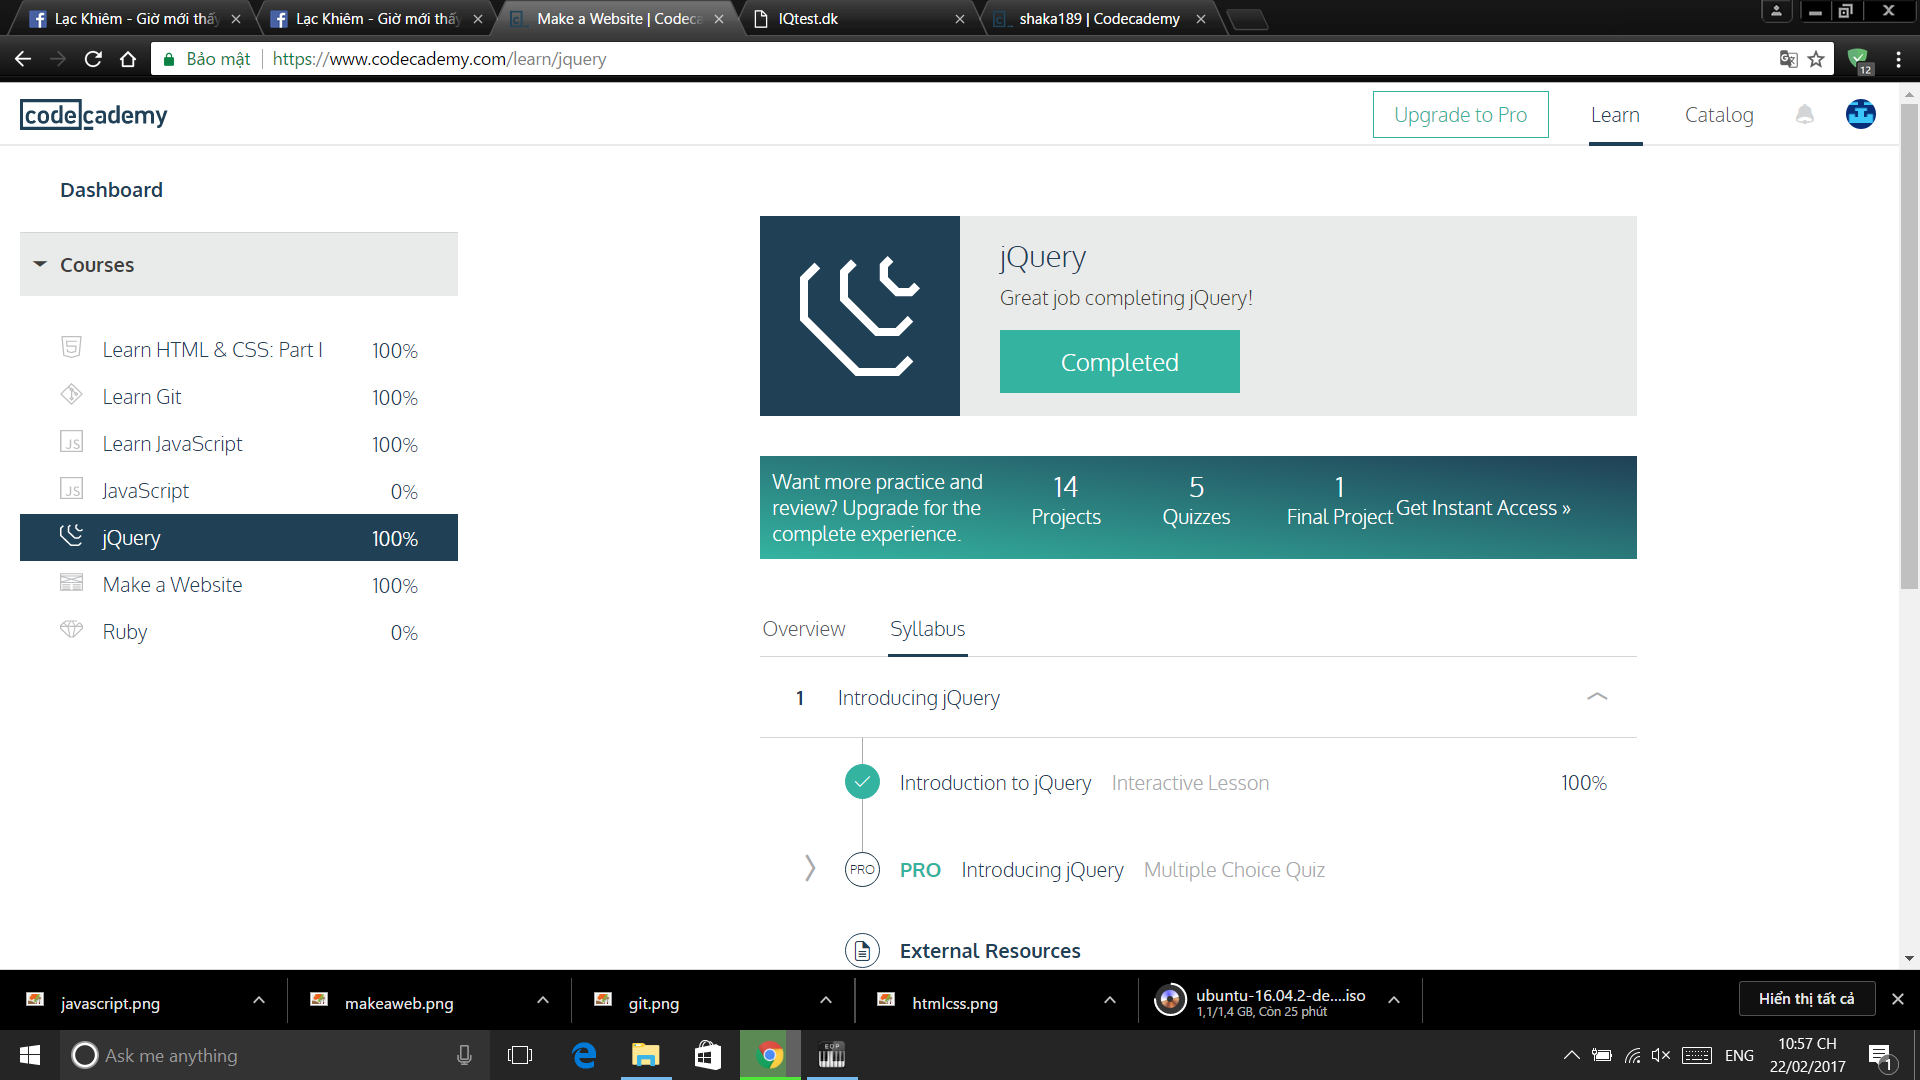 Lạc Khiêm - Giờ mới thấy
Lạc Khiêm - Giờ mới thấy
Make a Website | Codeca
IQtest.dk
shaka189 | Codecademy
Bảo mật
https://www.codecademy.com/learn/jquery
12
codecademy
Upgrade to Pro
Learn
Catalog
Dashboard
Courses
Learn HTML & CSS: Part I 100%
Learn Git 100%
JS Learn JavaScript 100%
JS JavaScript 0%
jQuery 100%
Make a Website 100%
Ruby 0%
jQuery
Great job completing jQuery!
Completed
Want more practice and
review? Upgrade for the
complete experience.
14
Projects
5
Quizzes
1
Final Project
Get Instant Access »
Overview
Syllabus
1 Introducing jQuery
Introduction to jQuery Interactive Lesson 100%
PRO PRO Introducing jQuery Multiple Choice Quiz
External Resources
javascript.png
makeaweb.png
git.png
htmlcss.png
ubuntu-16.04.2-de....iso
1,1/1,4 GB, Còn 25 phút
Hiển thị tất cả
Ask me anything
EOP
ENG
10:57 CH
22/02/2017
1